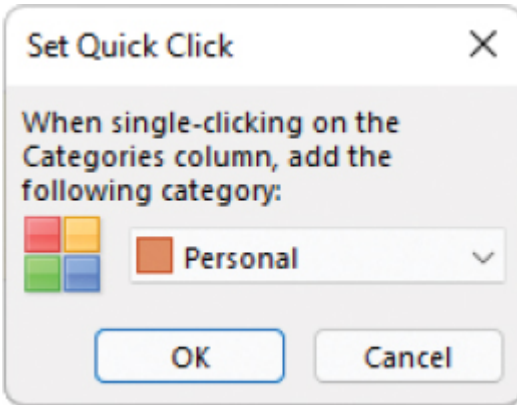 Set Quick Click
When single-clicking on the
Categories column, add the
following category:
Personal
OK
Cancel